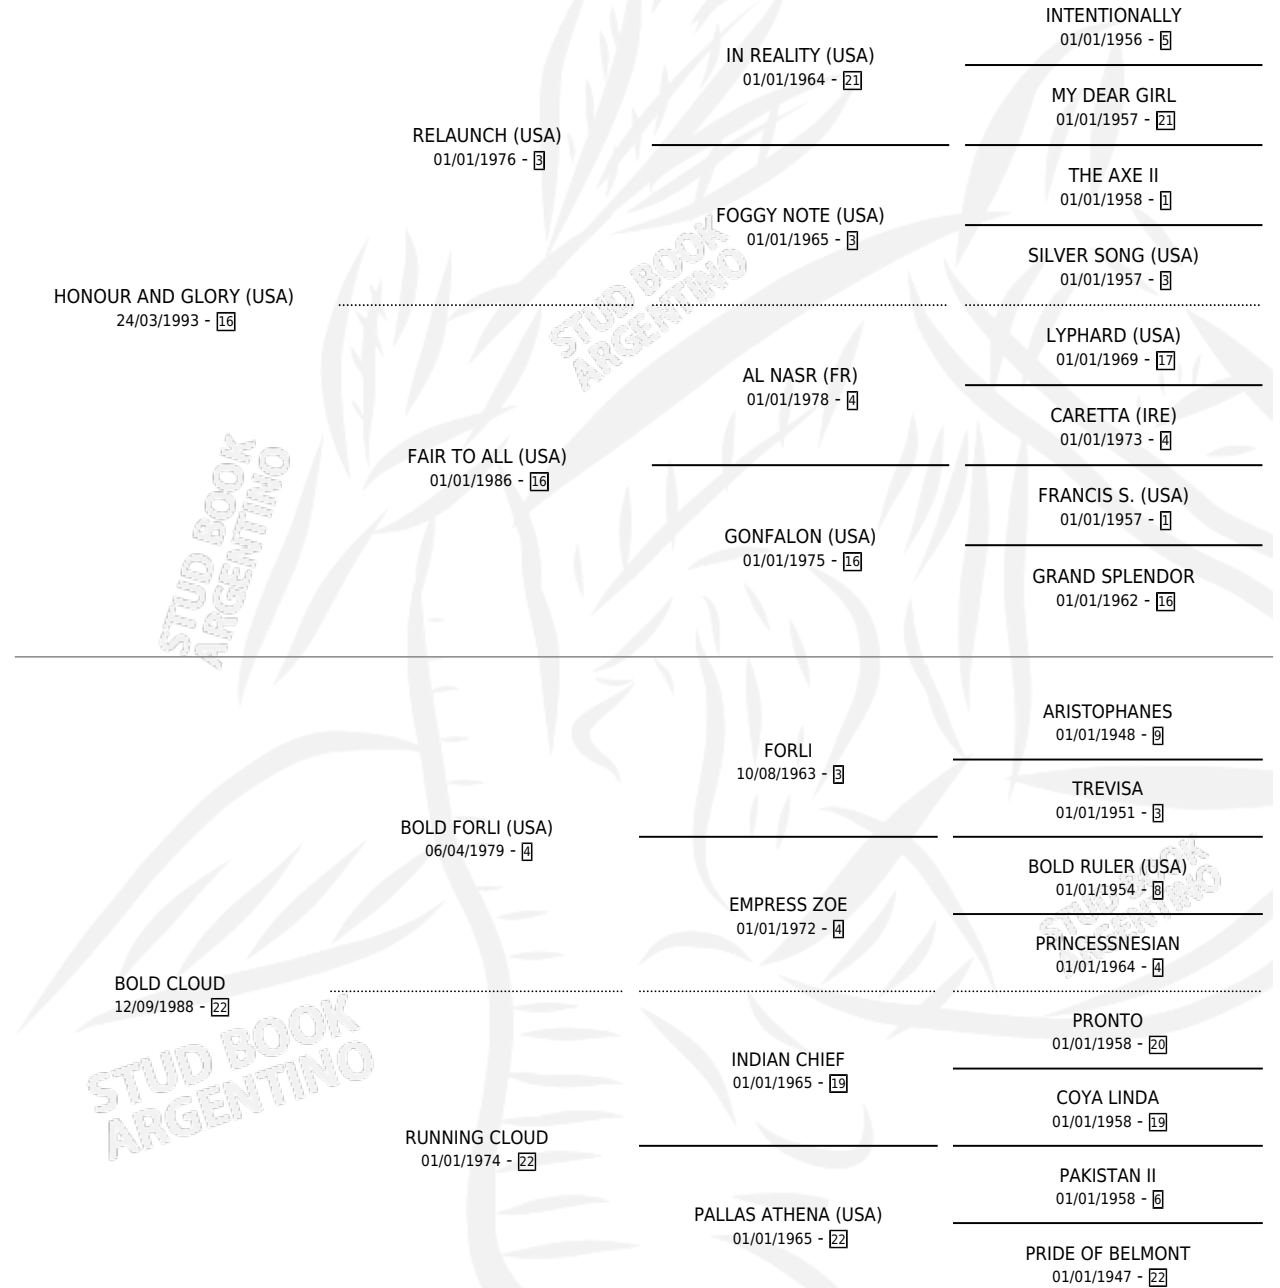 INTENTIONALLY
01/01/1956 - 5
IN REALITY (USA)
01/01/1964 - 21
MY DEAR GIRL
01/01/1957 - 21
RELAUNCH (USA)
01/01/1976 - 3
THE AXE II
01/01/1958 - 1
FOGGY NOTE (USA)
01/01/1965 - 3
SILVER SONG (USA)
01/01/1957 - 3
HONOUR AND GLORY (USA)
24/03/1993 - 16
LYPHARD (USA)
01/01/1969 - 17
AL NASR (FR)
01/01/1978 - 4
CARETTA (IRE)
01/01/1973 - 4
FAIR TO ALL (USA)
01/01/1986 - 16
FRANCIS S. (USA)
01/01/1957 - 1
GONFALON (USA)
01/01/1975 - 16
GRAND SPLENDOR
01/01/1962 - 16
ARISTOPHANES
01/01/1948 - 9
FORLI
10/08/1963 - 3
TREVISA
01/01/1951 - 3
BOLD FORLI (USA)
06/04/1979 - 4
BOLD RULER (USA)
01/01/1954 - 8
EMPRESS ZOE
01/01/1972 - 4
PRINCESSNESIAN
01/01/1964 - 4
BOLD CLOUD
12/09/1988 - 22
PRONTO
01/01/1958 - 20
INDIAN CHIEF
01/01/1965 - 19
COYA LINDA
01/01/1958 - 19
RUNNING CLOUD
01/01/1974 - 22
PAKISTAN II
01/01/1958 - 6
PALLAS ATHENA (USA)
01/01/1965 - 22
PRIDE OF BELMONT
01/01/1947 - 22
STUD BOOK
ARGENTINO
STUD BOOK
ARGENTINO
STUD BOOK
ARGENTINO
STUD BOOK
ARGENTINO